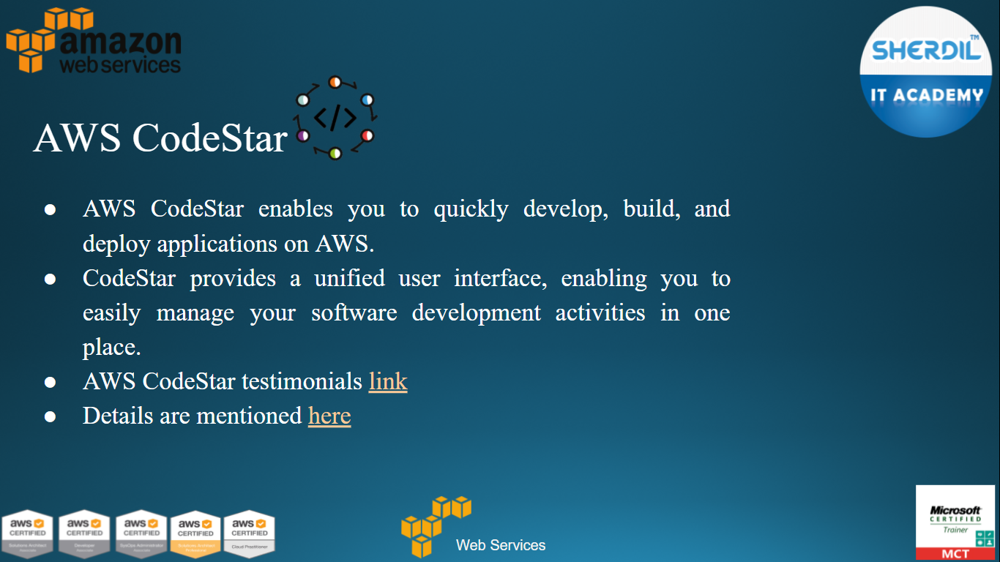 amazon
web services
SHERDIL™
IT ACADEMY
</>
AWS CodeStar
● AWS CodeStar enables you to quickly develop, build, and
deploy applications on AWS.
● CodeStar provides a unified user interface, enabling you to
easily manage your software development activities in one
place.
● AWS CodeStar testimonials link
● Details are mentioned here
aws
CERTIFIED
Solutions Architect
Associate
aws
CERTIFIED
Developer
Associate
aws
CERTIFIED
SysOps Administrator
Associate
aws
CERTIFIED
Professional
aws
CERTIFIED
Cloud Practitioner
Web Services
Microsoft
CERTIFIED
Trainer
MCT